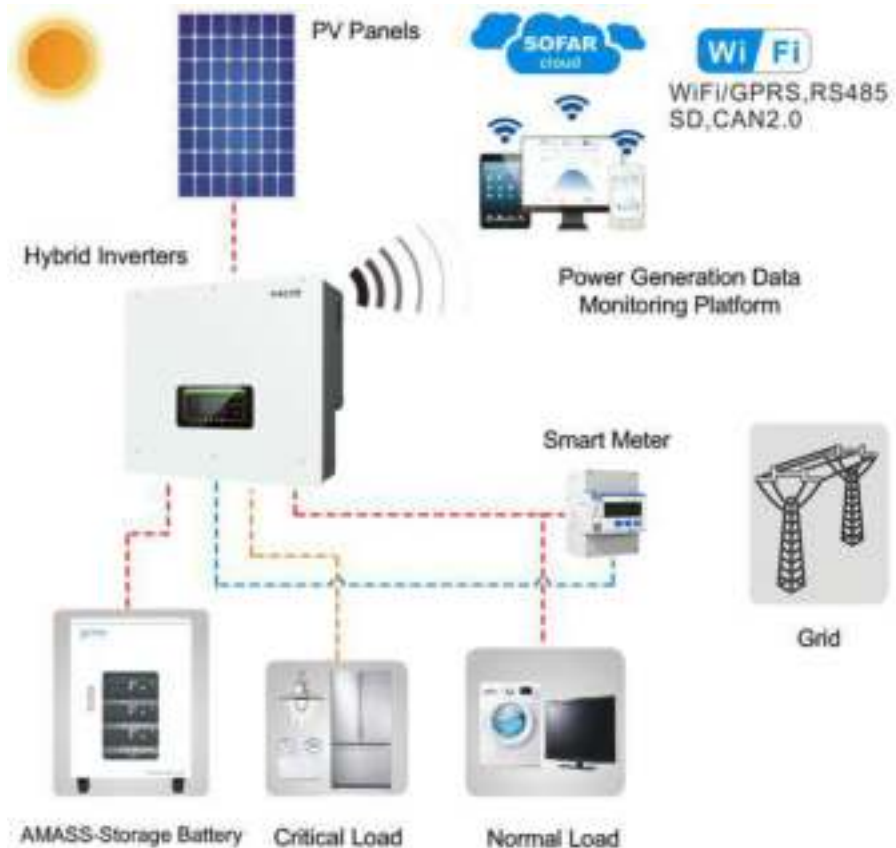 PV Panels
SOFAR
cloud
Wi Fi
WiFi/GPRS,RS485
SD,CAN2.0
Hybrid Inverters
Power Generation Data
Monitoring Platform
Smart Meter
Grid
AMASS-Storage Battery
Critical Load
Normal Load